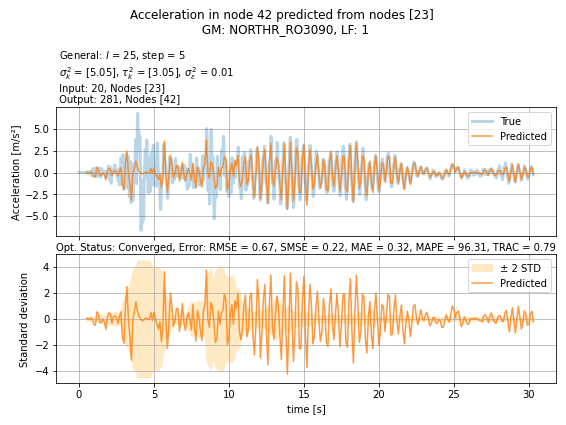 Acceleration in node 42 predicted from nodes [23]
GM: NORTHR_RO3090, LF: 1
General: l = 25, step = 5
σ²ₖ = [5.05], τ²ₖ = [3.05], σ²ε = 0.01
Input: 20, Nodes [23]
Output: 281, Nodes [42]
Acceleration [m/s²]
5.0
2.5
0.0
−2.5
−5.0
True
Predicted
Opt. Status: Converged, Error: RMSE = 0.67, SMSE = 0.22, MAE = 0.32, MAPE = 96.31, TRAC = 0.79
Standard deviation
4
2
0
−2
−4
± 2 STD
Predicted
0 5 10 15 20 25 30
time [s]